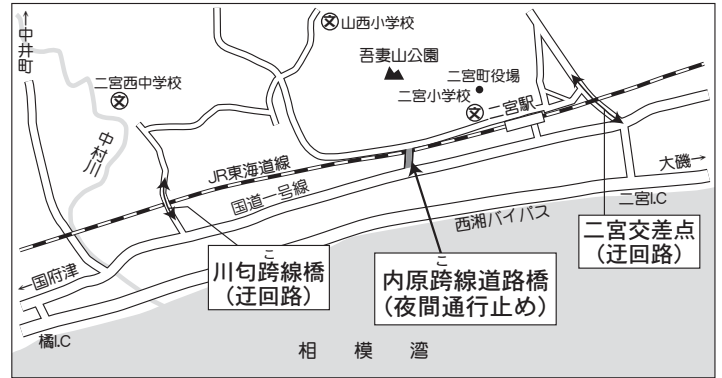 ←中井町
山西小学校
吾妻山公園
二宮町役場
二宮小学校
二宮駅
二宮西中学校
中村川
JR東海道線
国道一号線
大磯→
二宮I.C
西湘バイパス
←国府津
こ
川匂跨線橋
(迂回路)
こ
内原跨線道路橋
(夜間通行止め)
二宮交差点
(迂回路)
橘I.C
相模湾